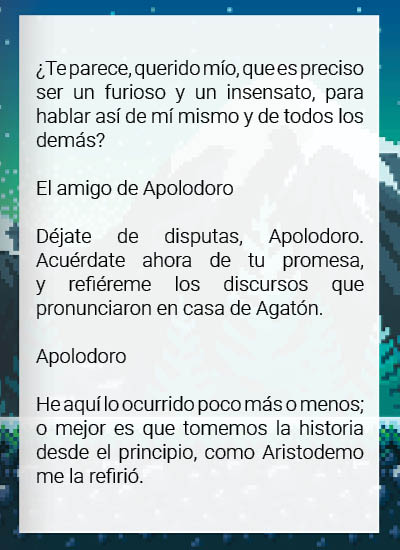 ¿Te parece, querido mío, que es preciso
ser un furioso y un insensato, para
hablar así de mí mismo y de todos los
demás?
El amigo de Apolodoro
Déjate de disputas, Apolodoro.
Acuérdate ahora de tu promesa,
y refiéreme los discursos que
pronunciaron en casa de Agatón.
Apolodoro
He aquí lo ocurrido poco más o menos;
o mejor es que tomemos la historia
desde el principio, como Aristodemo
me la refirió.